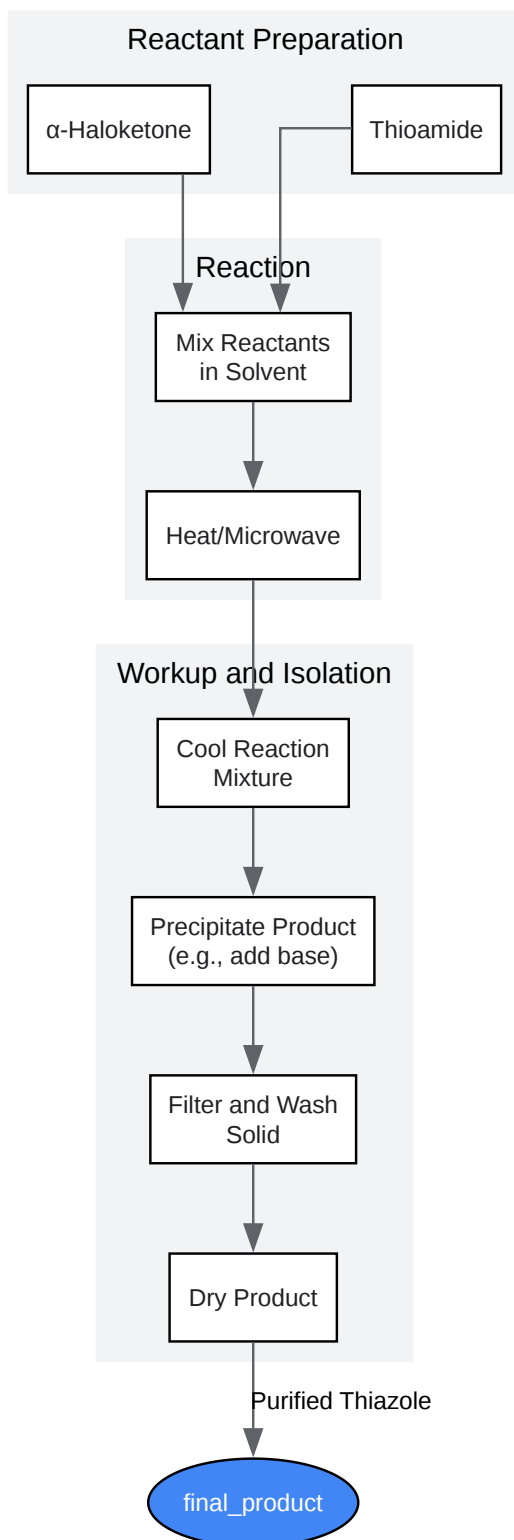 Reactant Preparation
α-Haloketone
Thioamide
Reaction
Mix Reactants
in Solvent
Heat/Microwave
Workup and Isolation
Cool Reaction
Mixture
Precipitate Product
(e.g., add base)
Filter and Wash
Solid
Dry Product
Purified Thiazole
final_product